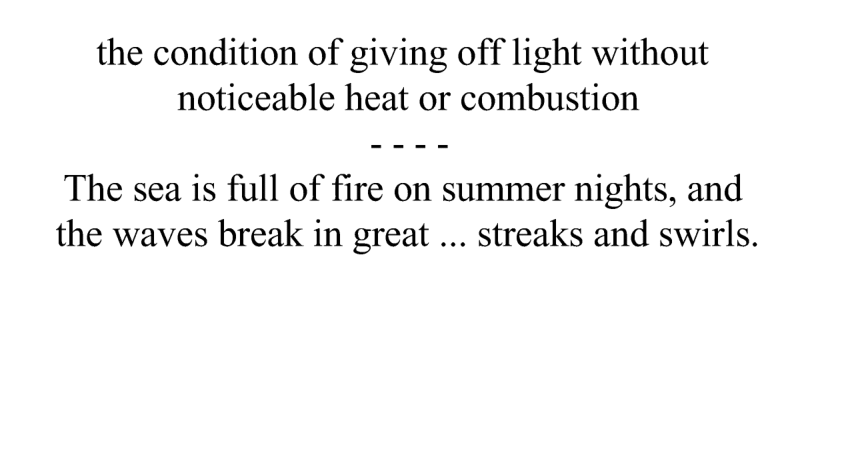 the condition of giving off light without
noticeable heat or combustion
- - - -
The sea is full of fire on summer nights, and
the waves break in great ... streaks and swirls.